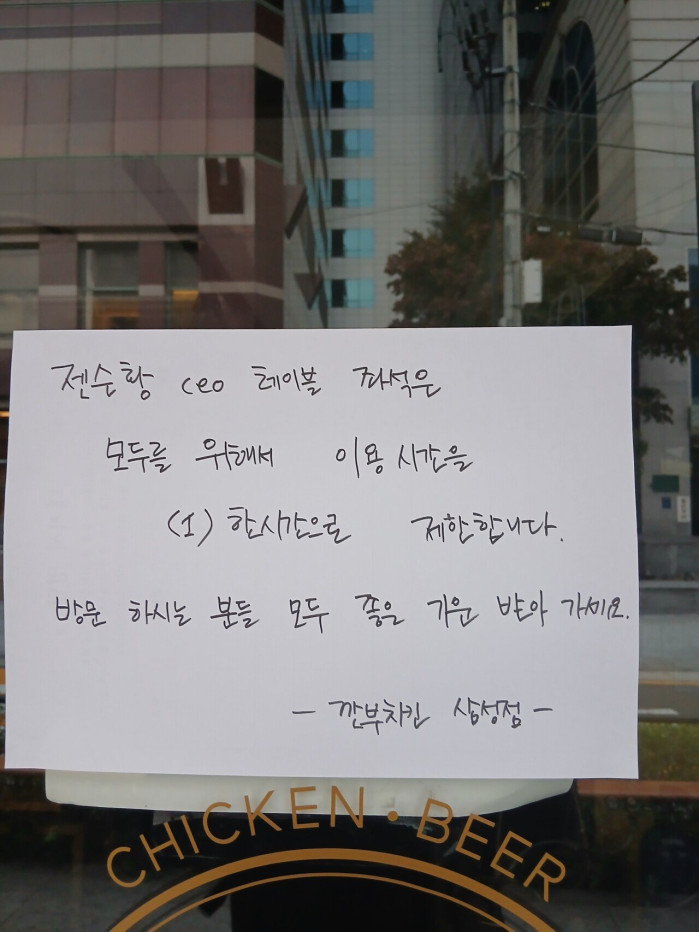 젠슨황 ceo 테이블 좌석은
모두를 위해서 이용 시간을
(1) 한시간으로 제한합니다.
방문 하시는 분들 모두 좋은 기운 받아 가세요.
- 깐부치킨 삼성점 -
CHICKEN • BEER